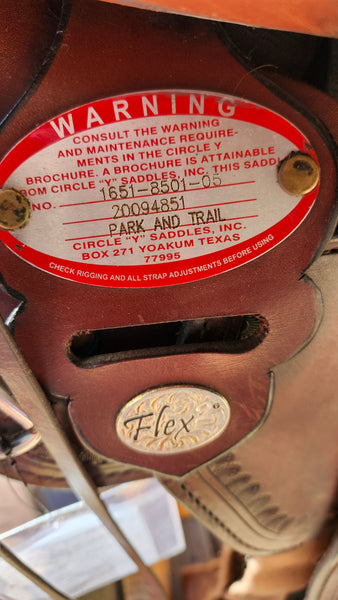 WARNING
CONSULT THE WARNING
AND MAINTENANCE REQUIRE-
MENTS IN THE CIRCLE Y
BROCHURE. A BROCHURE IS ATTAINABLE
OM CIRCLE "Y" SADDLES, INC. THIS SADDL
NO. 1651-8501-05
20094851
PARK AND TRAIL
CIRCLE "Y" SADDLES, INC.
BOX 271 YOAKUM TEXAS
77995
CHECK RIGGING AND ALL STRAP ADJUSTMENTS BEFORE USING
Flex